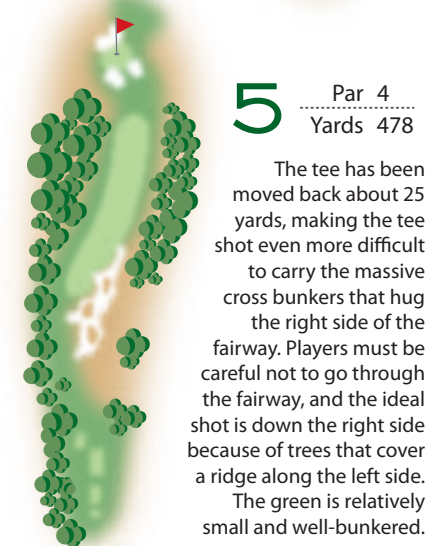 5
Par 4
Yards 478
The tee has been
moved back about 25
yards, making the tee
shot even more difficult
to carry the massive
cross bunkers that hug
the right side of the
fairway. Players must be
careful not to go through
the fairway, and the ideal
shot is down the right side
because of trees that cover
a ridge along the left side.
The green is relatively
small and well-bunkered.